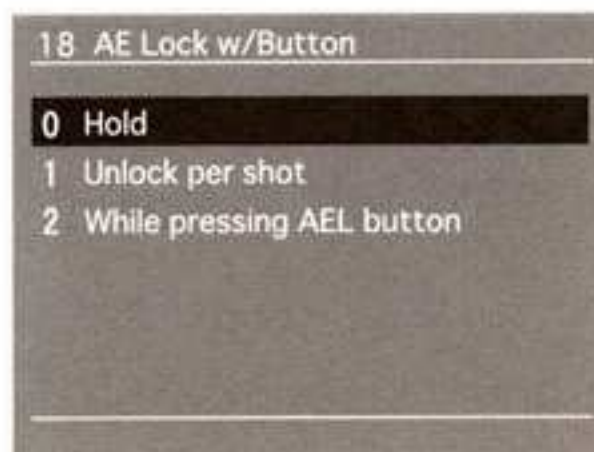 18 AE Lock w/Button
0 Hold
1 Unlock per shot
2 While pressing AEL button